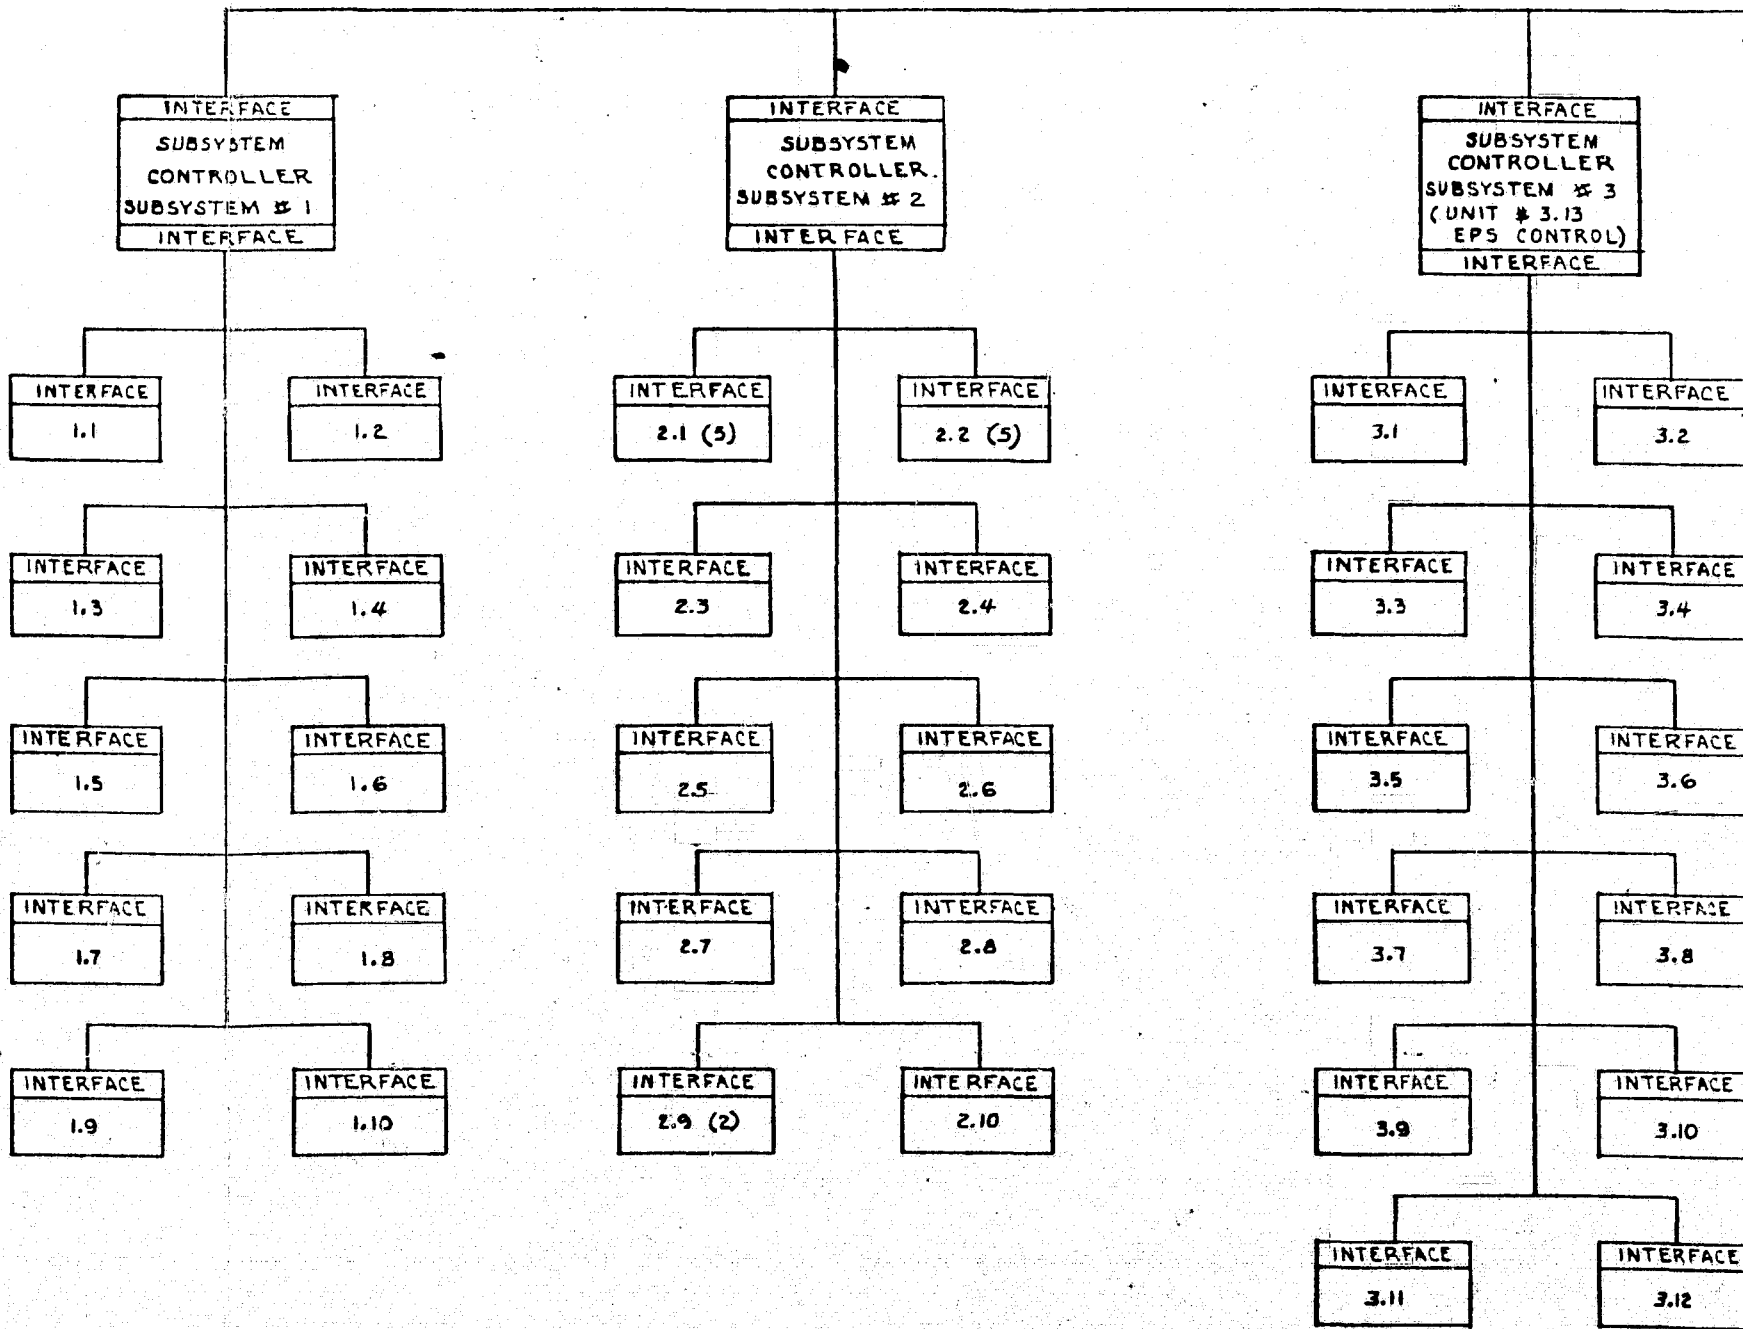 INTERFACE
SUBSYSTEM
CONTROLLER
SUBSYSTEM # 1
INTERFACE
INTERFACE
SUBSYSTEM
CONTROLLER.
SUBSYSTEM # 2
INTERFACE
INTERFACE
SUBSYSTEM
CONTROLLER
SUBSYSTEM # 3
(UNIT # 3.13
EPS CONTROL)
INTERFACE
INTERFACE
1.1
INTERFACE
1.2
INTERFACE
2.1 (5)
INTERFACE
2.2 (5)
INTERFACE
3.1
INTERFACE
3.2
INTERFACE
1.3
INTERFACE
1.4
INTERFACE
2.3
INTERFACE
2.4
INTERFACE
3.3
INTERFACE
3.4
INTERFACE
1.5
INTERFACE
1.6
INTERFACE
2.5
INTERFACE
2.6
INTERFACE
3.5
INTERFACE
3.6
INTERFACE
1.7
INTERFACE
1.8
INTERFACE
2.7
INTERFACE
2.8
INTERFACE
3.7
INTERFACE
3.8
INTERFACE
1.9
INTERFACE
1.10
INTERFACE
2.9 (2)
INTERFACE
2.10
INTERFACE
3.9
INTERFACE
3.10
INTERFACE
3.11
INTERFACE
3.12